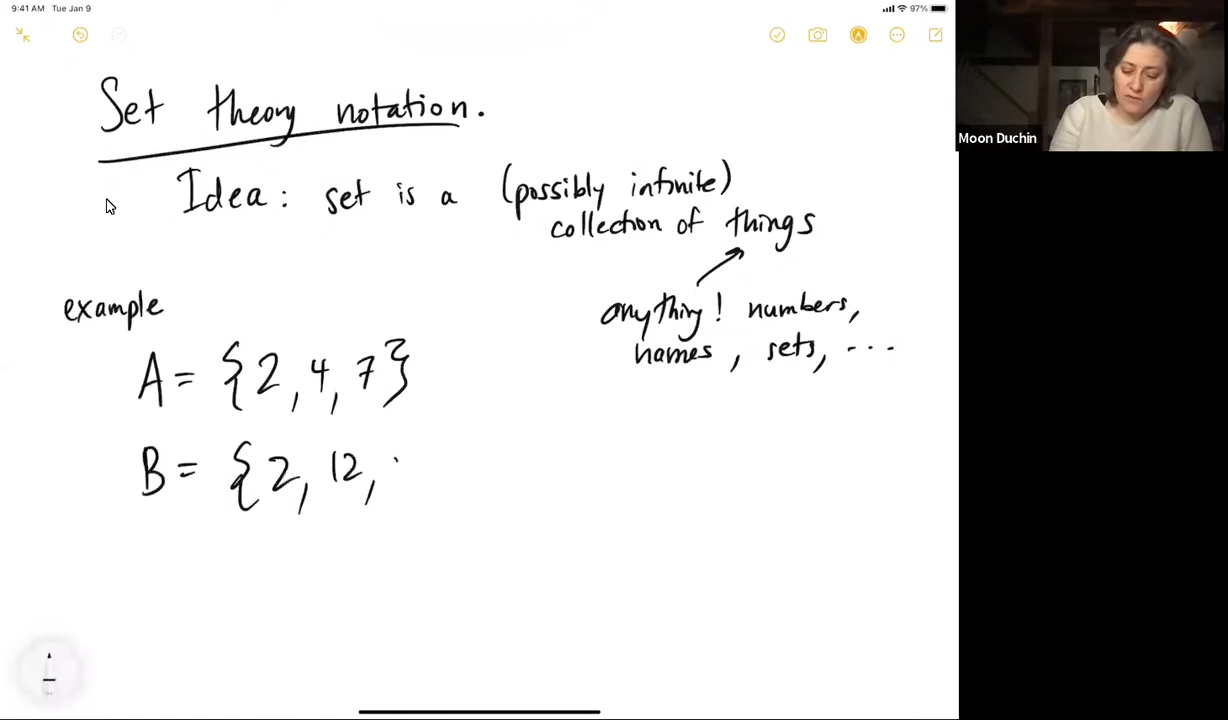 9:41 AM Tue Jan 9
97%
Moon Duchin
Set theory notation.
Idea: set is a (possibly infinite)
collection of things
anything! numbers,
names, sets, ...
example
A = {2, 4, 7}
B = {2, 12,